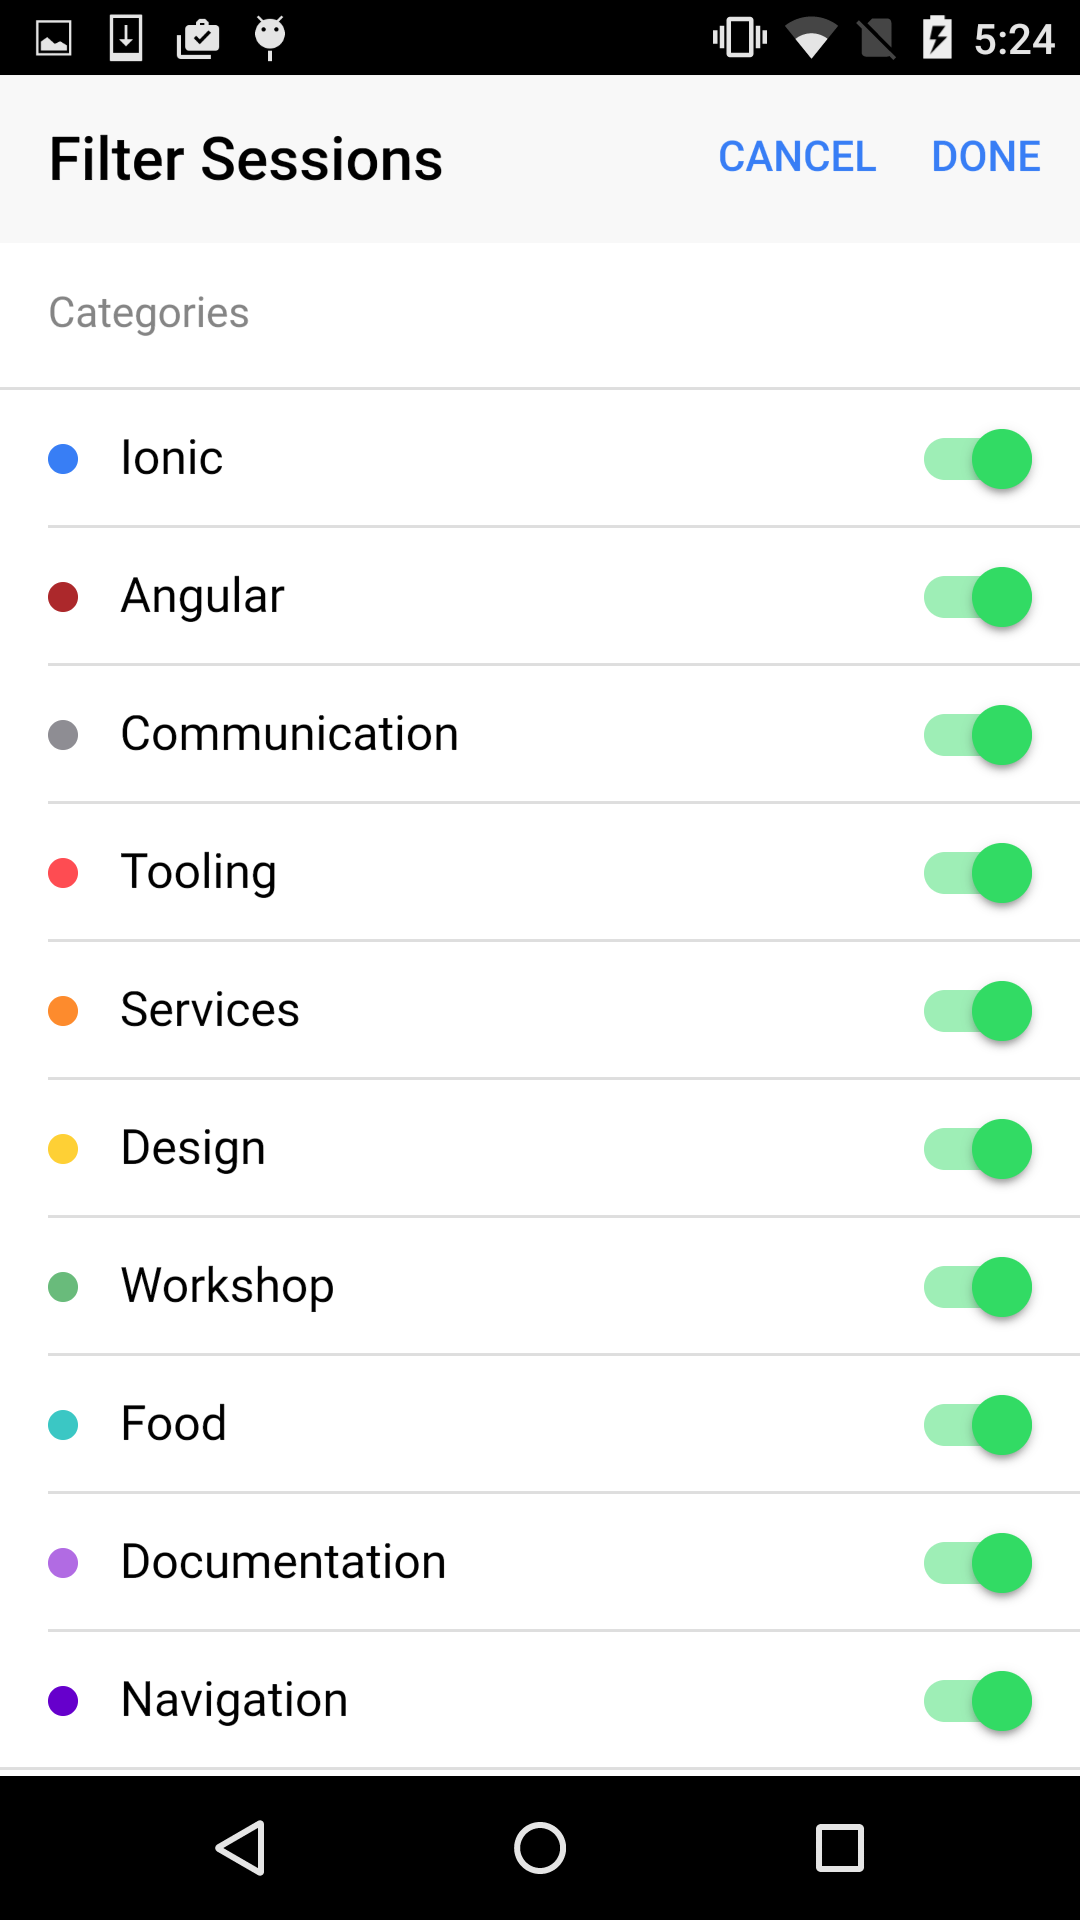 5:24
Filter Sessions CANCEL DONE
Categories
Ionic
Angular
Communication
Tooling
Services
Design
Workshop
Food
Documentation
Navigation